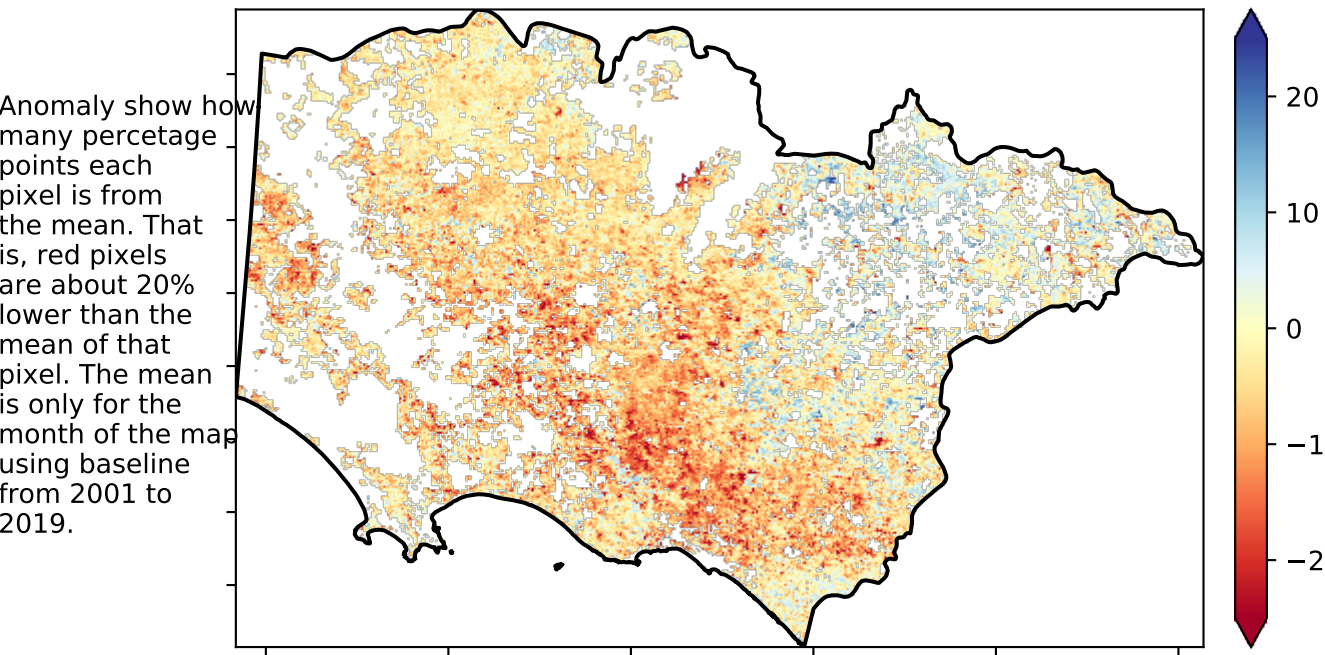 Anomaly show how
many percetage
points each
pixel is from
the mean. That
is, red pixels
are about 20%
lower than the
mean of that
pixel. The mean
is only for the
month of the map
using baseline
from 2001 to
2019.
20
10
0
−1
−2